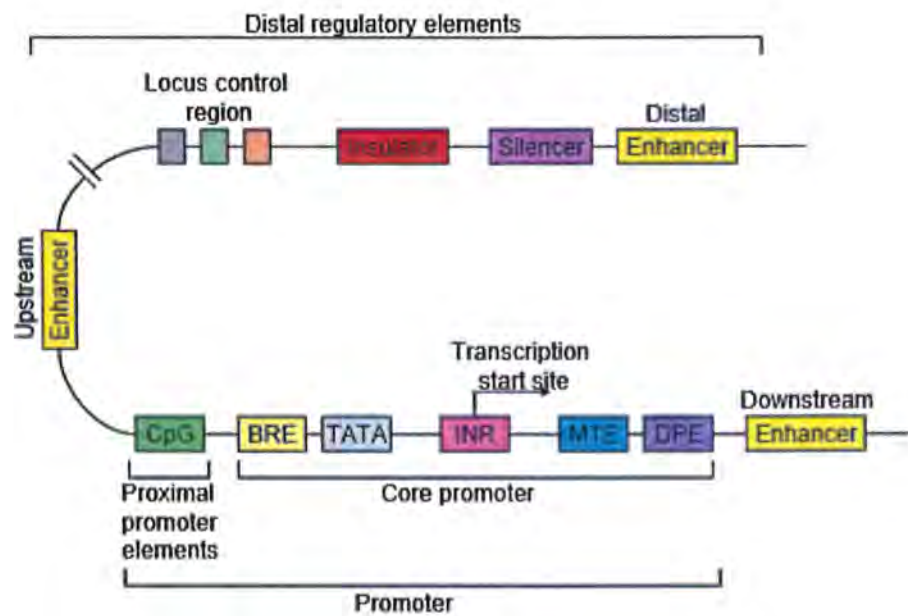 Distal regulatory elements
Locus control
region
Distal
Insulator
Silencer
Enhancer
Upstream
Enhancer
Transcription
start site
Downstream
CpG
BRE
TATA
INR
MTE
DPE
Enhancer
Proximal
promoter
elements
Core promoter
Promoter